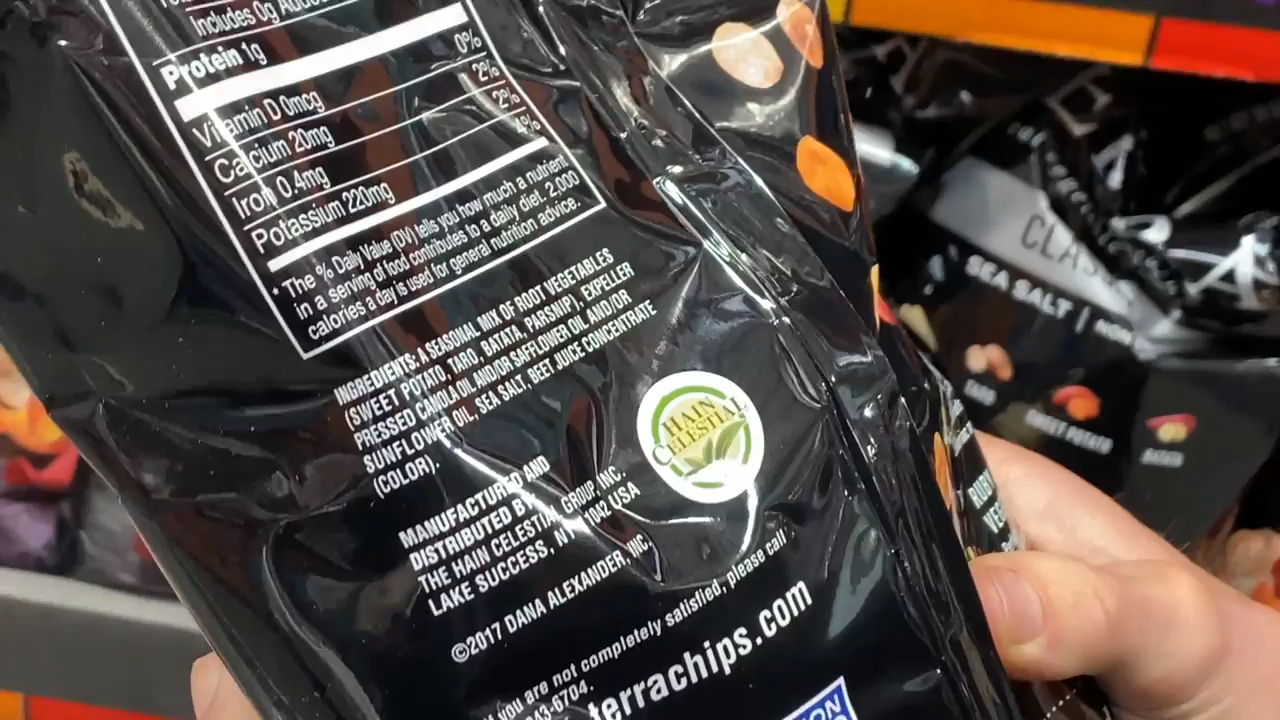 Includes 0g Added
Protein 1g
Vitamin D 0mcg 0%
Calcium 20mg 2%
Iron 0.4mg 2%
Potassium 220mg 4%
* The % Daily Value (DV) tells you how much a nutrient
in a serving of food contributes to a daily diet. 2,000
calories a day is used for general nutrition advice.
INGREDIENTS: A SEASONAL MIX OF ROOT VEGETABLES
(SWEET POTATO, TARO, BATATA, PARSNIP), EXPELLER
PRESSED CANOLA OIL AND/OR SAFFLOWER OIL AND/OR
SUNFLOWER OIL, SEA SALT, BEET JUICE CONCENTRATE
(COLOR).
HAIN
CELESTIAL
MANUFACTURED AND
DISTRIBUTED BY
THE HAIN CELESTIAL GROUP, INC.
LAKE SUCCESS, NY 11042 USA
©2017 DANA ALEXANDER, INC.
you are not completely satisfied, please call
43-6704.
terrachips.com
SEA SALT |
TARO
SWEET POTATO
BATATA